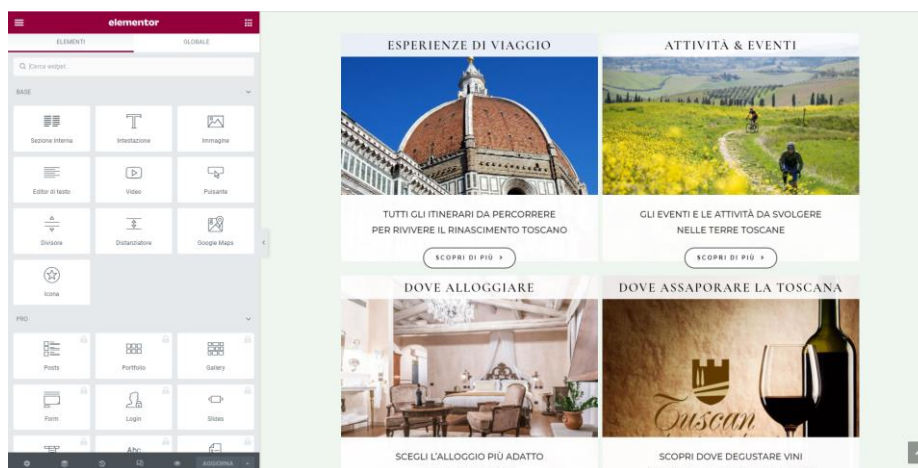 elementor
ELEMENTI
GLOBALE
Cerca widget...
BASE
Sezione Interna
Intestazione
Immagine
Editor di testo
Video
Pulsante
Divisore
Distanziatore
Google Maps
Icona
PRO
Posts
Portfolio
Gallery
Form
Login
Slides
Abc
AGGIORNA
ESPERIENZE DI VIAGGIO
TUTTI GLI ITINERARI DA PERCORRERE
PER RIVIVERE IL RINASCIMENTO TOSCANO
SCOPRI DI PIÙ >
ATTIVITÀ & EVENTI
GLI EVENTI E LE ATTIVITÀ DA SVOLGERE
NELLE TERRE TOSCANE
SCOPRI DI PIÙ >
DOVE ALLOGGIARE
SCEGLI L'ALLOGGIO PIÙ ADATTO
DOVE ASSAPORARE LA TOSCANA
Tuscan
SCOPRI DOVE DEGUSTARE VINI